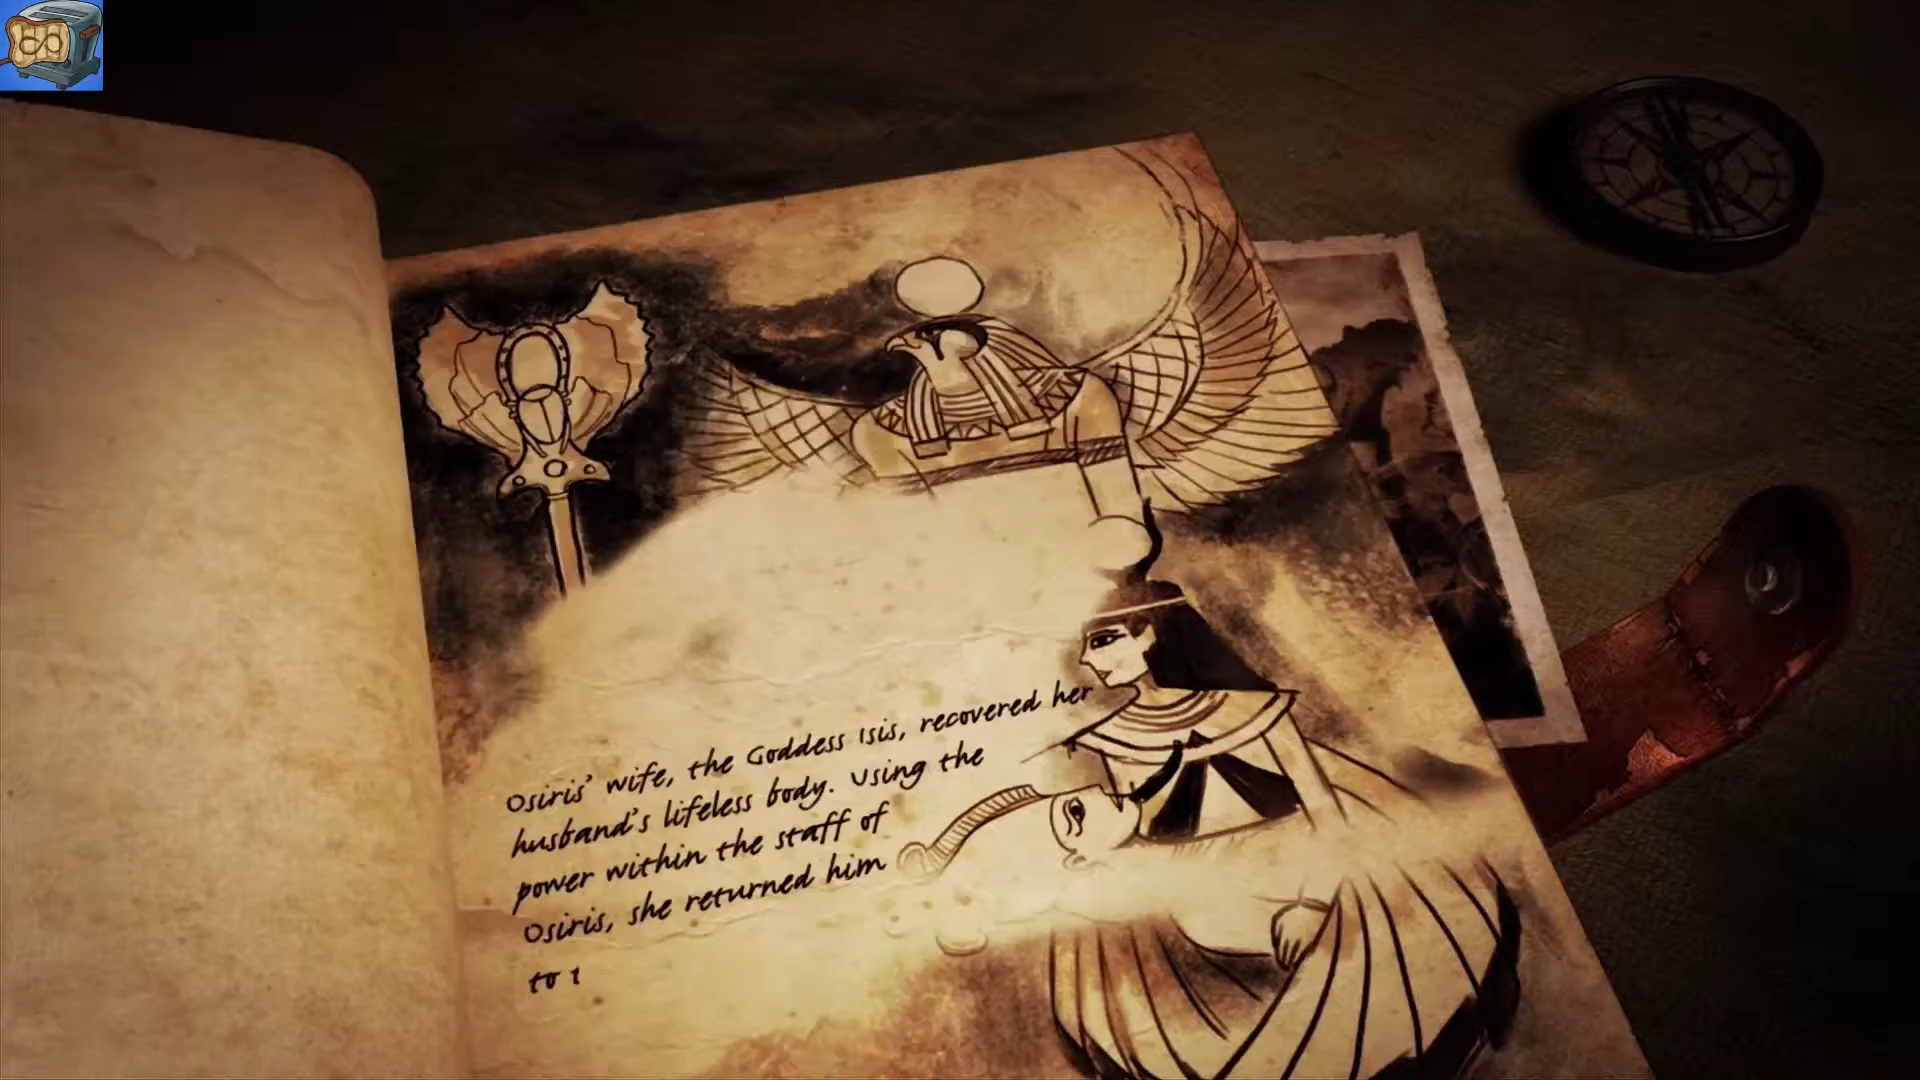 Osiris' wife, the Goddess Isis, recovered her
husband's lifeless body. Using the
power within the staff of
Osiris, she returned him
to t